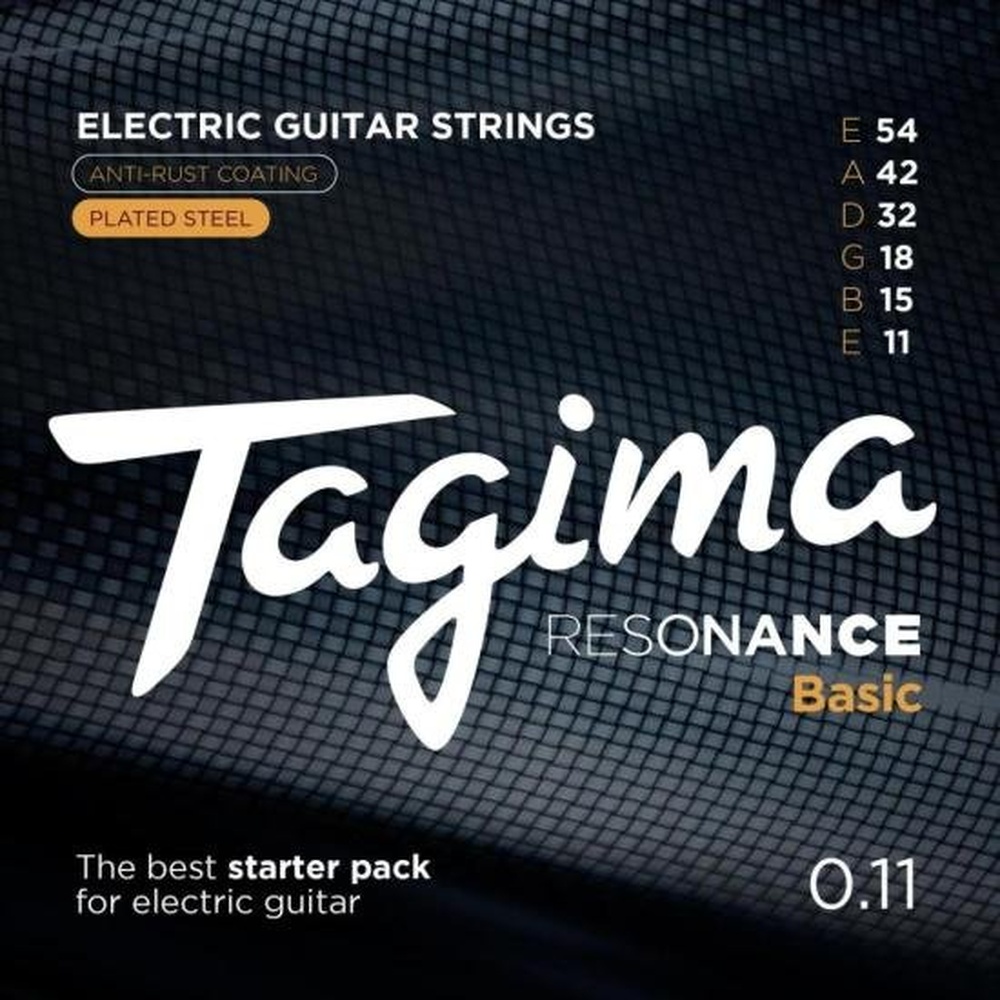 ELECTRIC GUITAR STRINGS
ANTI-RUST COATING
PLATED STEEL
E 54
A 42
D 32
G 18
B 15
E 11
Tagima
RESONANCE
Basic
The best starter pack
for electric guitar
0.11